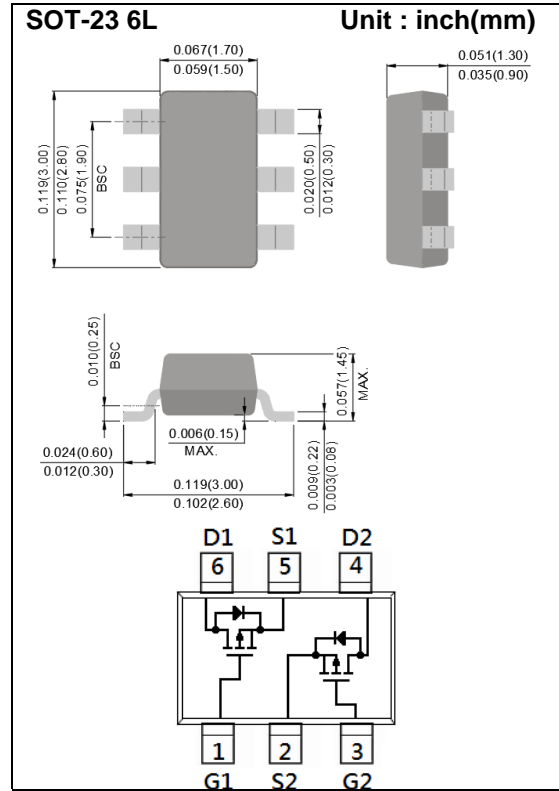 SOT-23 6L Unit : inch(mm)
0.067(1.70)
0.059(1.50)
0.051(1.30)
0.035(0.90)
0.119(3.00)
0.110(2.80)
0.075(1.90)
BSC
0.020(0.50)
0.012(0.30)
0.010(0.25)
BSC
0.057(1.45)
MAX.
0.006(0.15)
MAX.
0.024(0.60)
0.012(0.30)
0.009(0.22)
0.003(0.08)
0.119(3.00)
0.102(2.60)
D1 S1 D2
6 5 4
1 2 3
G1 S2 G2